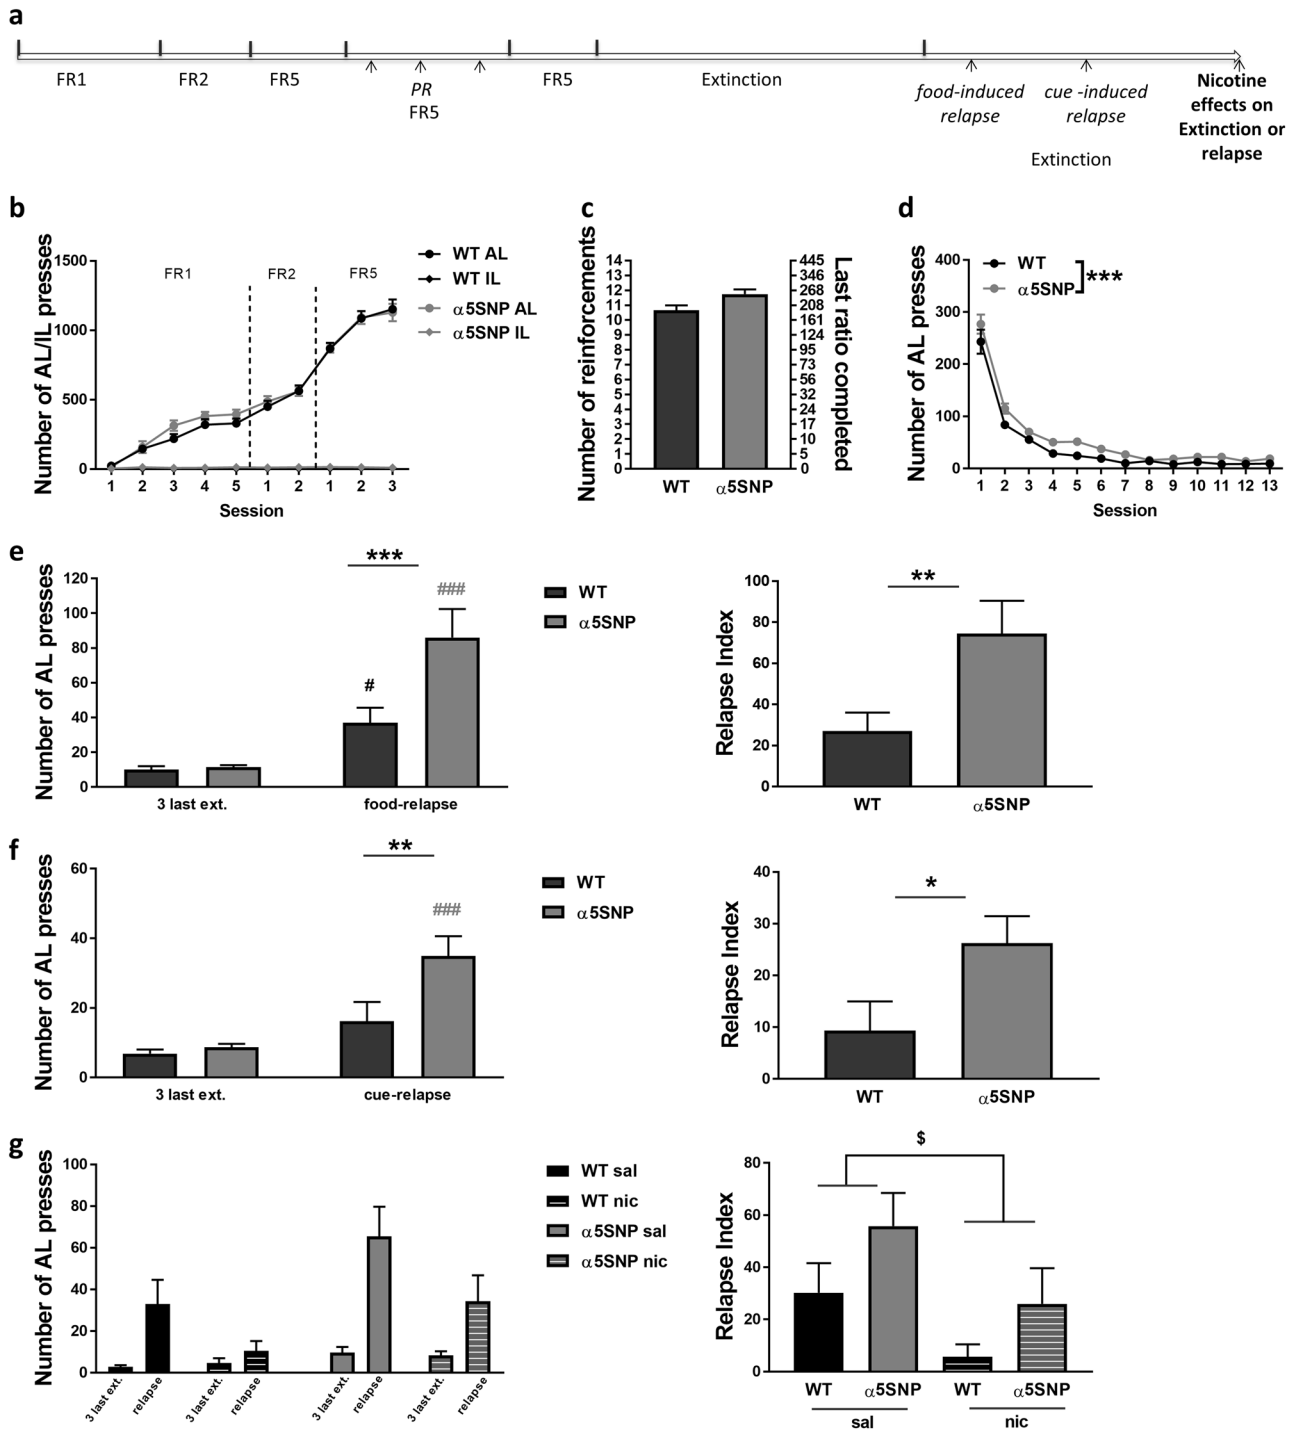 a
FR1
FR2
FR5
PR
FR5
FR5
Extinction
food-induced
relapse
cue -induced
relapse
Extinction
Nicotine
effects on
Extinction or
relapse
b
Number of AL/IL presses
1500
1000
500
0
FR1
FR2
FR5
1 2 3 4 5 1 2 1 2 3
Session
WT AL
WT IL
α5SNP AL
α5SNP IL
c
Number of reinforcements
14
13
12
11
10
9
8
7
6
5
4
3
2
1
0
WT
α5SNP
445
346
268
208
161
124
95
73
56
32
24
17
10
5
0
Last ratio completed
d
Number of AL presses
400
300
200
100
0
WT
α5SNP
***
1 2 3 4 5 6 7 8 9 10 11 12 13
Session
e
Number of AL presses
120
100
80
60
40
20
0
***
###
#
3 last ext.
food-relapse
WT
α5SNP
Relapse Index
100
80
60
40
20
0
**
WT
α5SNP
f
Number of AL presses
60
40
20
0
**
###
3 last ext.
cue-relapse
WT
α5SNP
Relapse Index
40
30
20
10
0
*
WT
α5SNP
g
Number of AL presses
100
80
60
40
20
0
3 last ext.
relapse
3 last ext.
relapse
3 last ext.
relapse
3 last ext.
relapse
WT sal
WT nic
α5SNP sal
α5SNP nic
Relapse Index
80
60
40
20
0
$
WT
α5SNP
WT
α5SNP
sal
nic